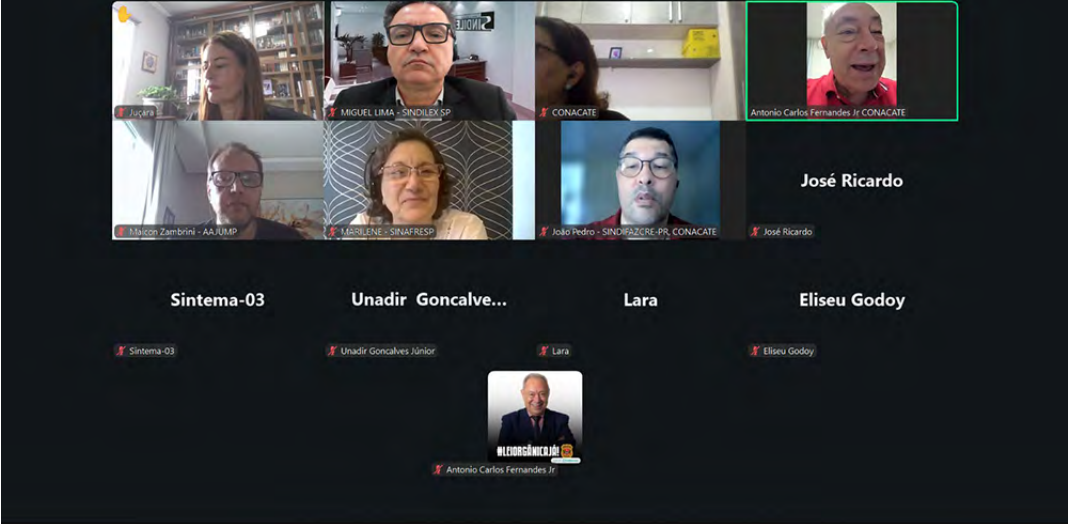 SINDILE
Juçara
MIGUEL LIMA - SINDILEX SP
CONACATE
Antonio Carlos Fernandes Jr CONACATE
Maicon Zambrini - AAJUMP
MARILENE - SINAFRESP
João Pedro - SINDIFAZCRE-PR, CONACATE
José Ricardo
José Ricardo
Sintema-03
Unadir Goncalve...
Lara
Eliseu Godoy
Sintema-03
Unadir Goncalves Júnior
Lara
Eliseu Godoy
#LEIORGÂNICAJÁ!
Antonio Carlos Fernandes Jr